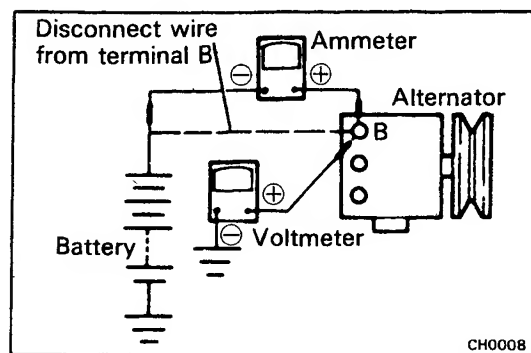 Disconnect wire
from terminal B
Ammeter
⊖ ⊕
Alternator
B
⊕
Battery
⊖ Voltmeter
CH0008